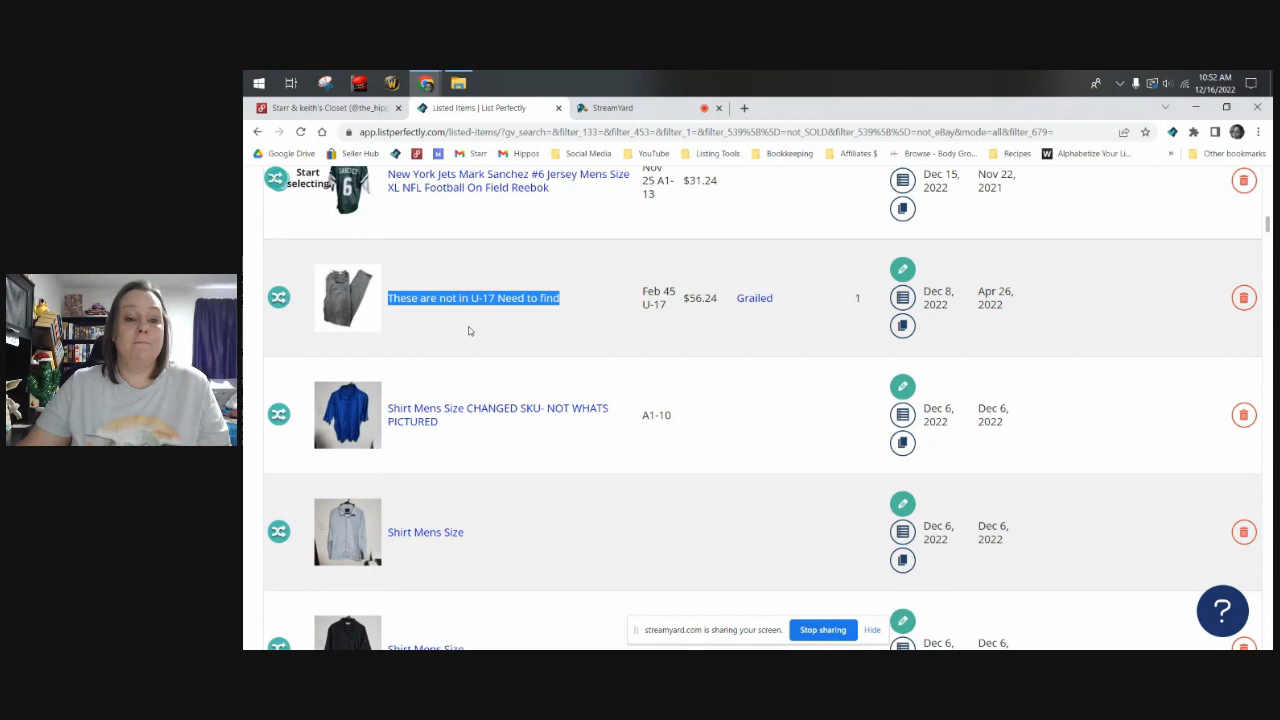 10:52 AM
12/16/2022
Starr & keith's Closet (@the_hipp
Listed Items | List Perfectly
StreamYard
app.listperfectly.com/listed-items/?gv_search=&filter_133=&filter_453=&filter_1=&filter_539%5B%5D=not_SOLD&filter_539%5B%5D=not_eBay&mode=all&filter_679=
Google Drive
Seller Hub
Starr
Hippos
Social Media
YouTube
Listing Tools
Bookkeeping
Affiliates $
Browse - Body Gro...
Recipes
Alphabetize Your Li...
»
Other bookmarks
Start
selecting
New York Jets Mark Sanchez #6 Jersey Mens Size
XL NFL Football On Field Reebok
Nov
25 A1-
13
$31.24
Dec 15,
2022
Nov 22,
2021
These are not in U-17 Need to find
Feb 45
U-17
$56.24
Grailed
1
Dec 8,
2022
Apr 26,
2022
Shirt Mens Size CHANGED SKU- NOT WHATS
PICTURED
A1-10
Dec 6,
2022
Dec 6,
2022
Shirt Mens Size
Dec 6,
2022
Dec 6,
2022
Shirt Mens Size
Dec 6,
2022
Dec 6,
2022
streamyard.com is sharing your screen.
Stop sharing
Hide
?